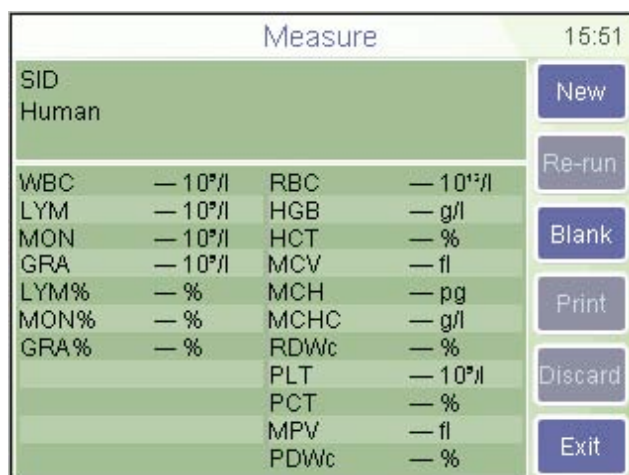 Measure 15:51
SID
Human
WBC — 10⁹/l RBC — 10¹²/l
LYM — 10⁹/l HGB — g/l
MON — 10⁹/l HCT — %
GRA — 10⁹/l MCV — fl
LYM% — % MCH — pg
MON% — % MCHC — g/l
GRA% — % RDWc — %
PLT — 10⁹/l
PCT — %
MPV — fl
PDWc — %
New
Re-run
Blank
Print
Discard
Exit